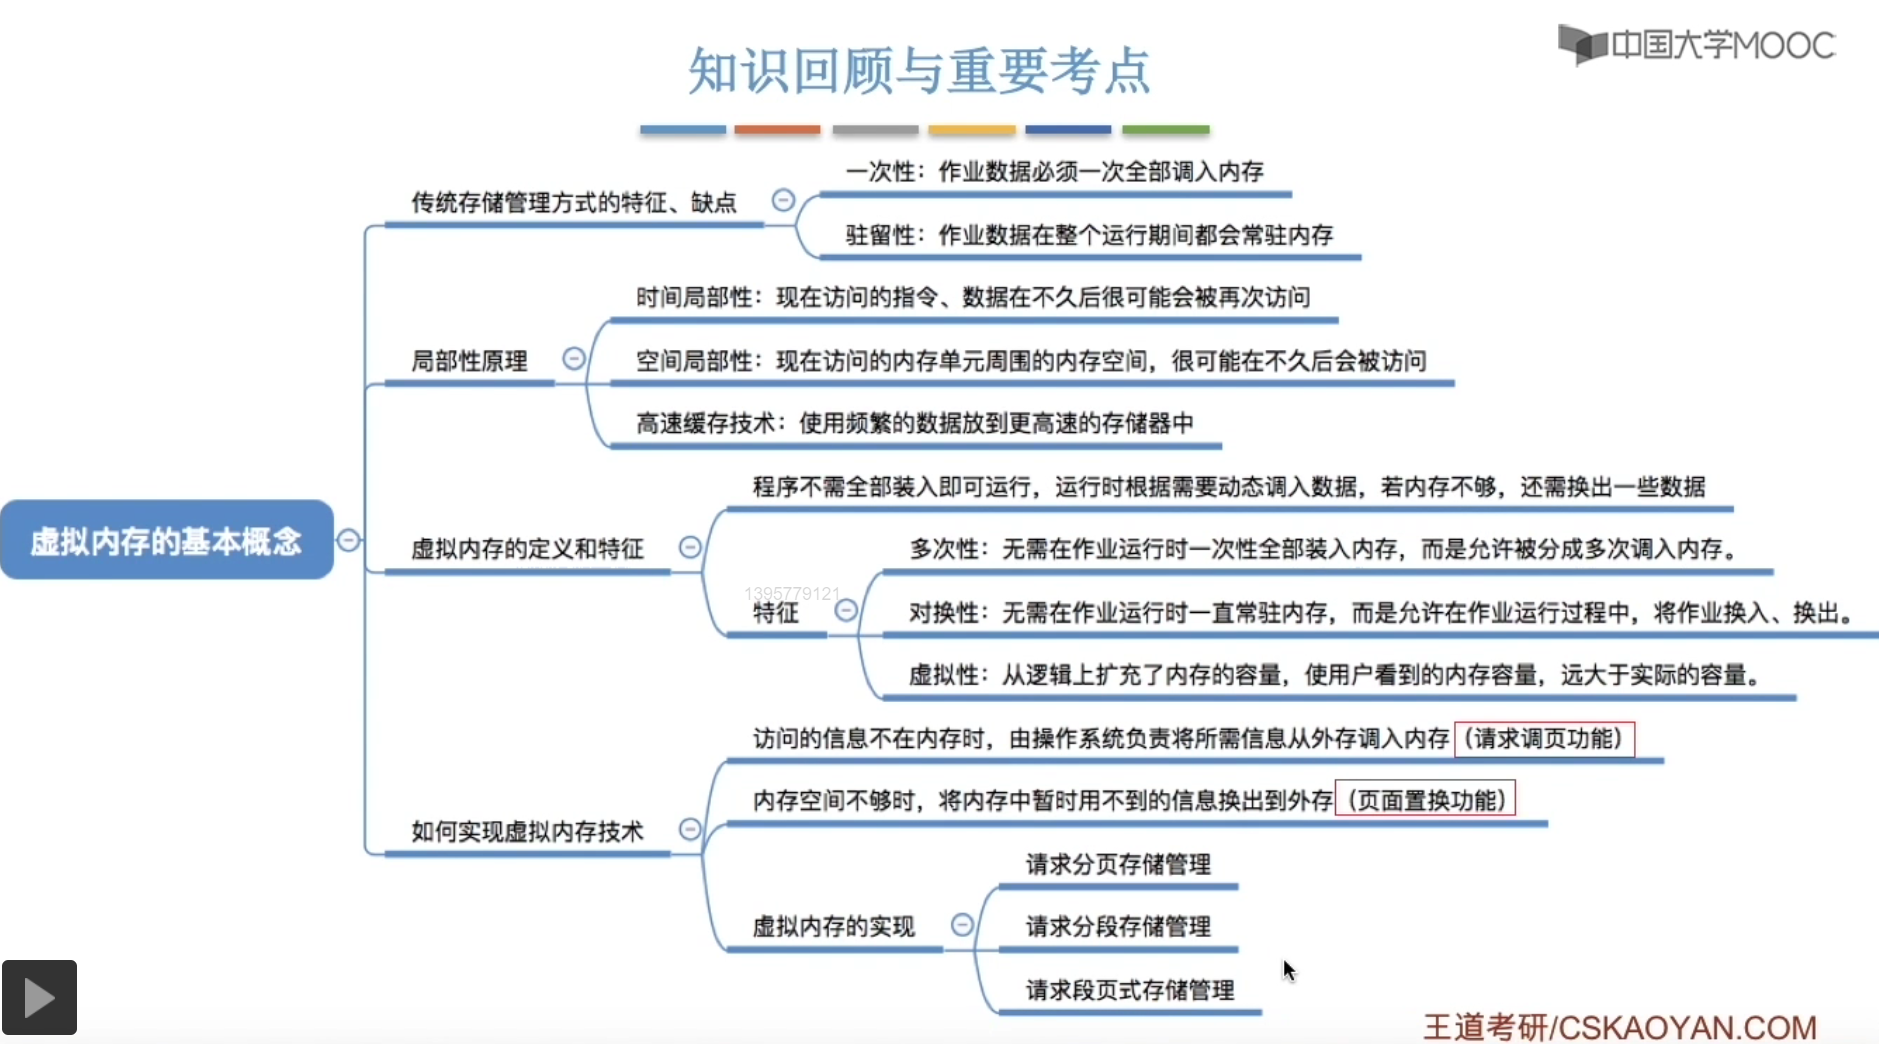 知识回顾与重要考点
中国大学MOOC
虚拟内存的基本概念
传统存储管理方式的特征、缺点
一次性：作业数据必须一次全部调入内存
驻留性：作业数据在整个运行期间都会常驻内存
局部性原理
时间局部性：现在访问的指令、数据在不久后很可能会被再次访问
空间局部性：现在访问的内存单元周围的内存空间，很可能在不久后会被访问
高速缓存技术：使用频繁的数据放到更高速的存储器中
虚拟内存的定义和特征
程序不需全部装入即可运行，运行时根据需要动态调入数据，若内存不够，还需换出一些数据
1395779121
特征
多次性：无需在作业运行时一次性全部装入内存，而是允许被分成多次调入内存。
对换性：无需在作业运行时一直常驻内存，而是允许在作业运行过程中，将作业换入、换出。
虚拟性：从逻辑上扩充了内存的容量，使用户看到的内存容量，远大于实际的容量。
如何实现虚拟内存技术
访问的信息不在内存时，由操作系统负责将所需信息从外存调入内存（请求调页功能）
内存空间不够时，将内存中暂时用不到的信息换出到外存（页面置换功能）
虚拟内存的实现
请求分页存储管理
请求分段存储管理
请求段页式存储管理
王道考研/CSKAOYAN.COM